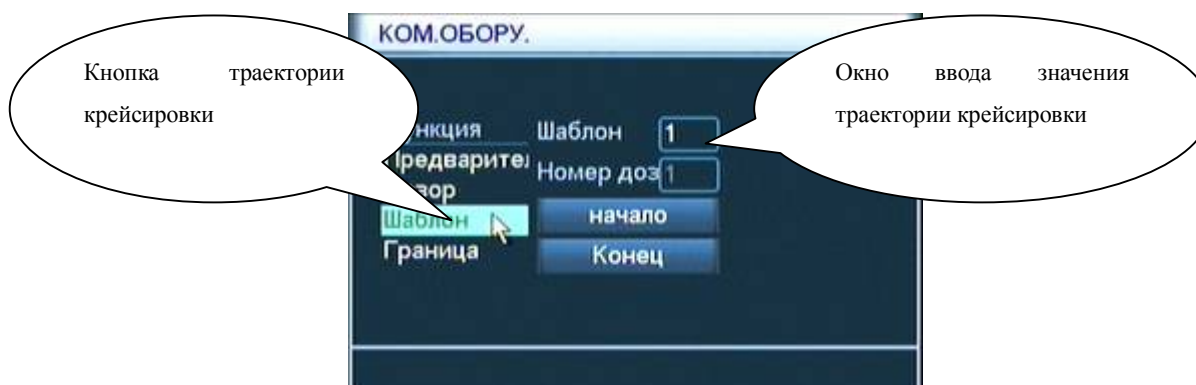 КОМ.ОБОРУ.
Кнопка траектории
крейсировки
Окно ввода значения
траектории крейсировки
Шаблон 1
Номер доз 1
начало
Шаблон
Граница
Конец